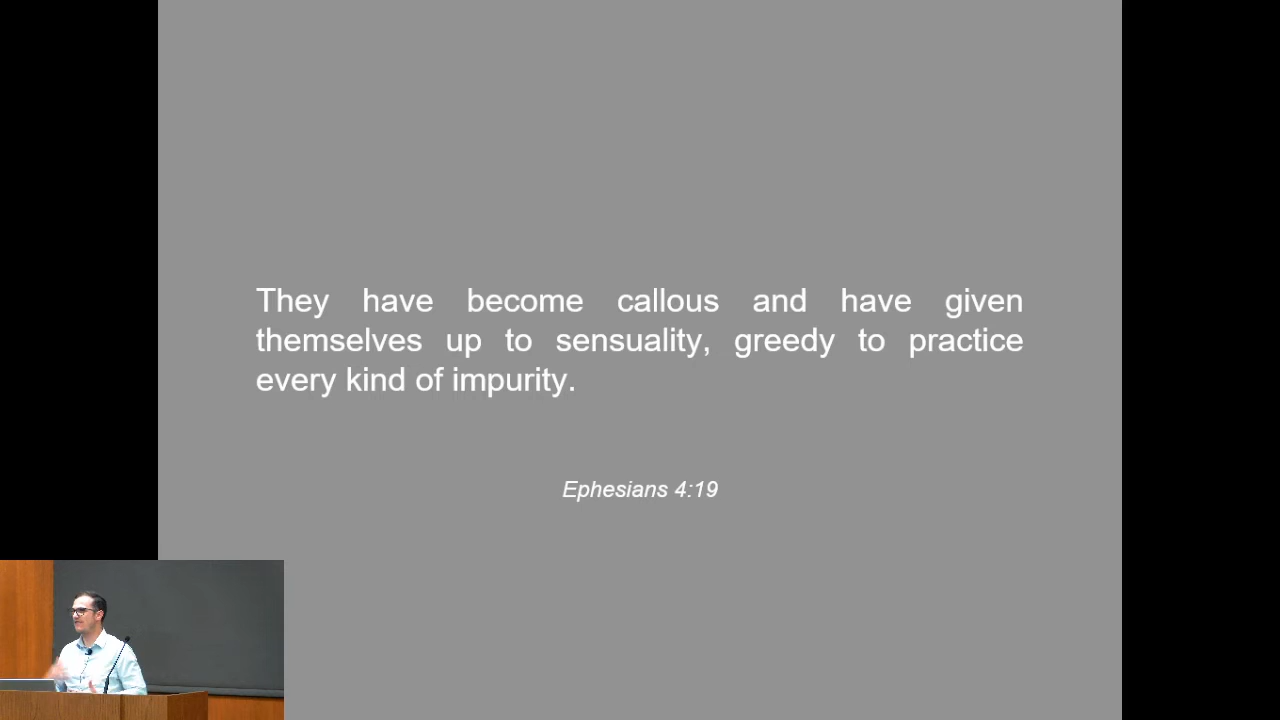 They have become callous and have given
themselves up to sensuality, greedy to practice
every kind of impurity.
Ephesians 4:19